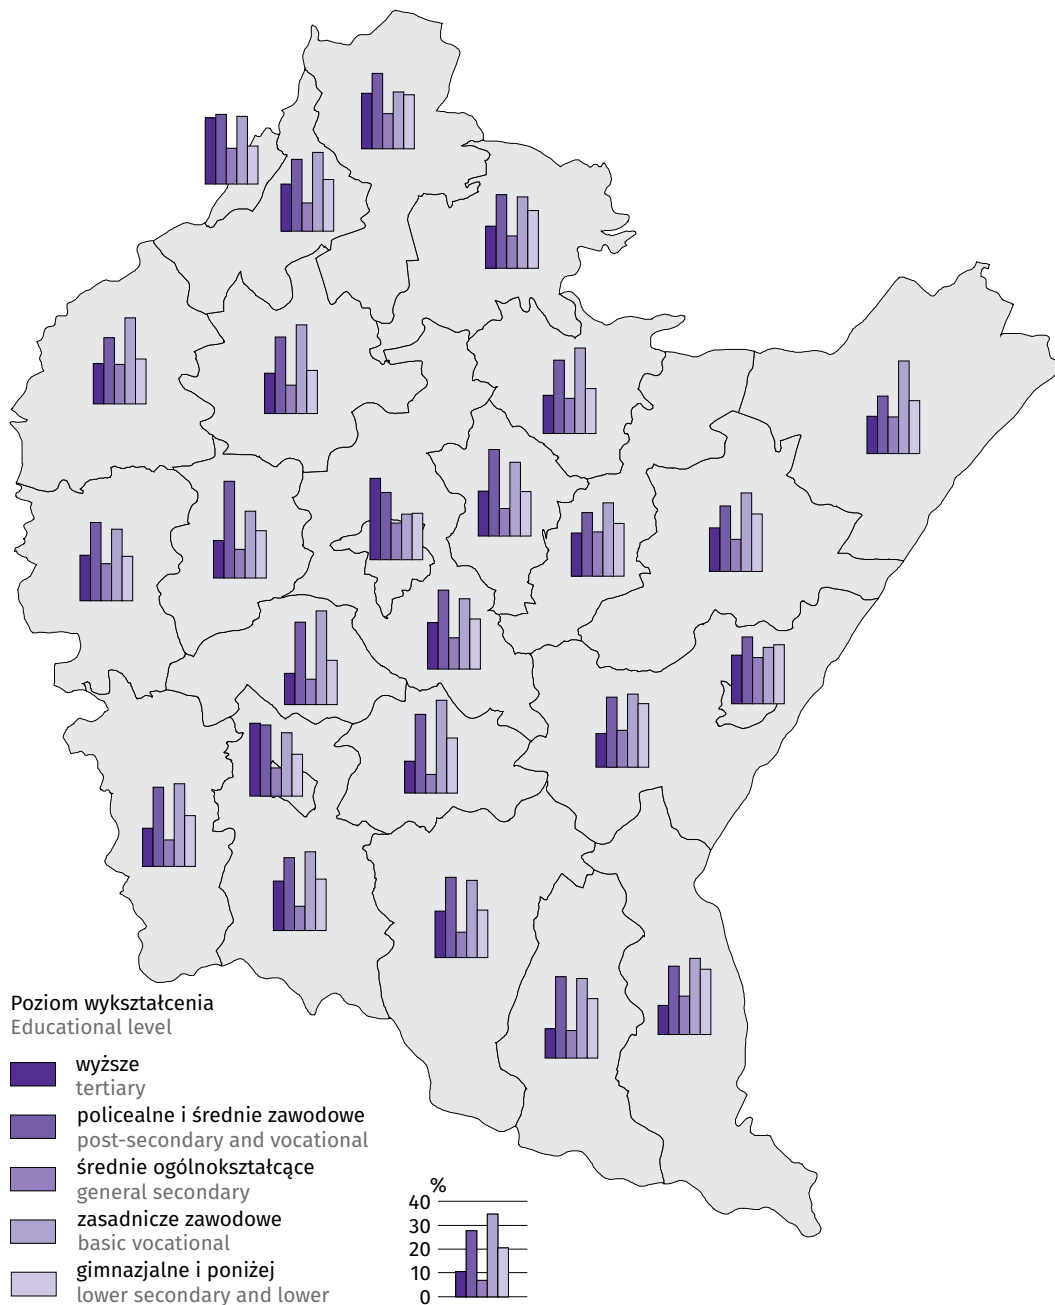 Poziom wykształcenia
Educational level
wyższe
tertiary
policealne i średnie zawodowe
post-secondary and vocational
średnie ogólnokształcące
general secondary
zasadnicze zawodowe
basic vocational
gimnazjalne i poniżej
lower secondary and lower
%
40
30
20
10
0